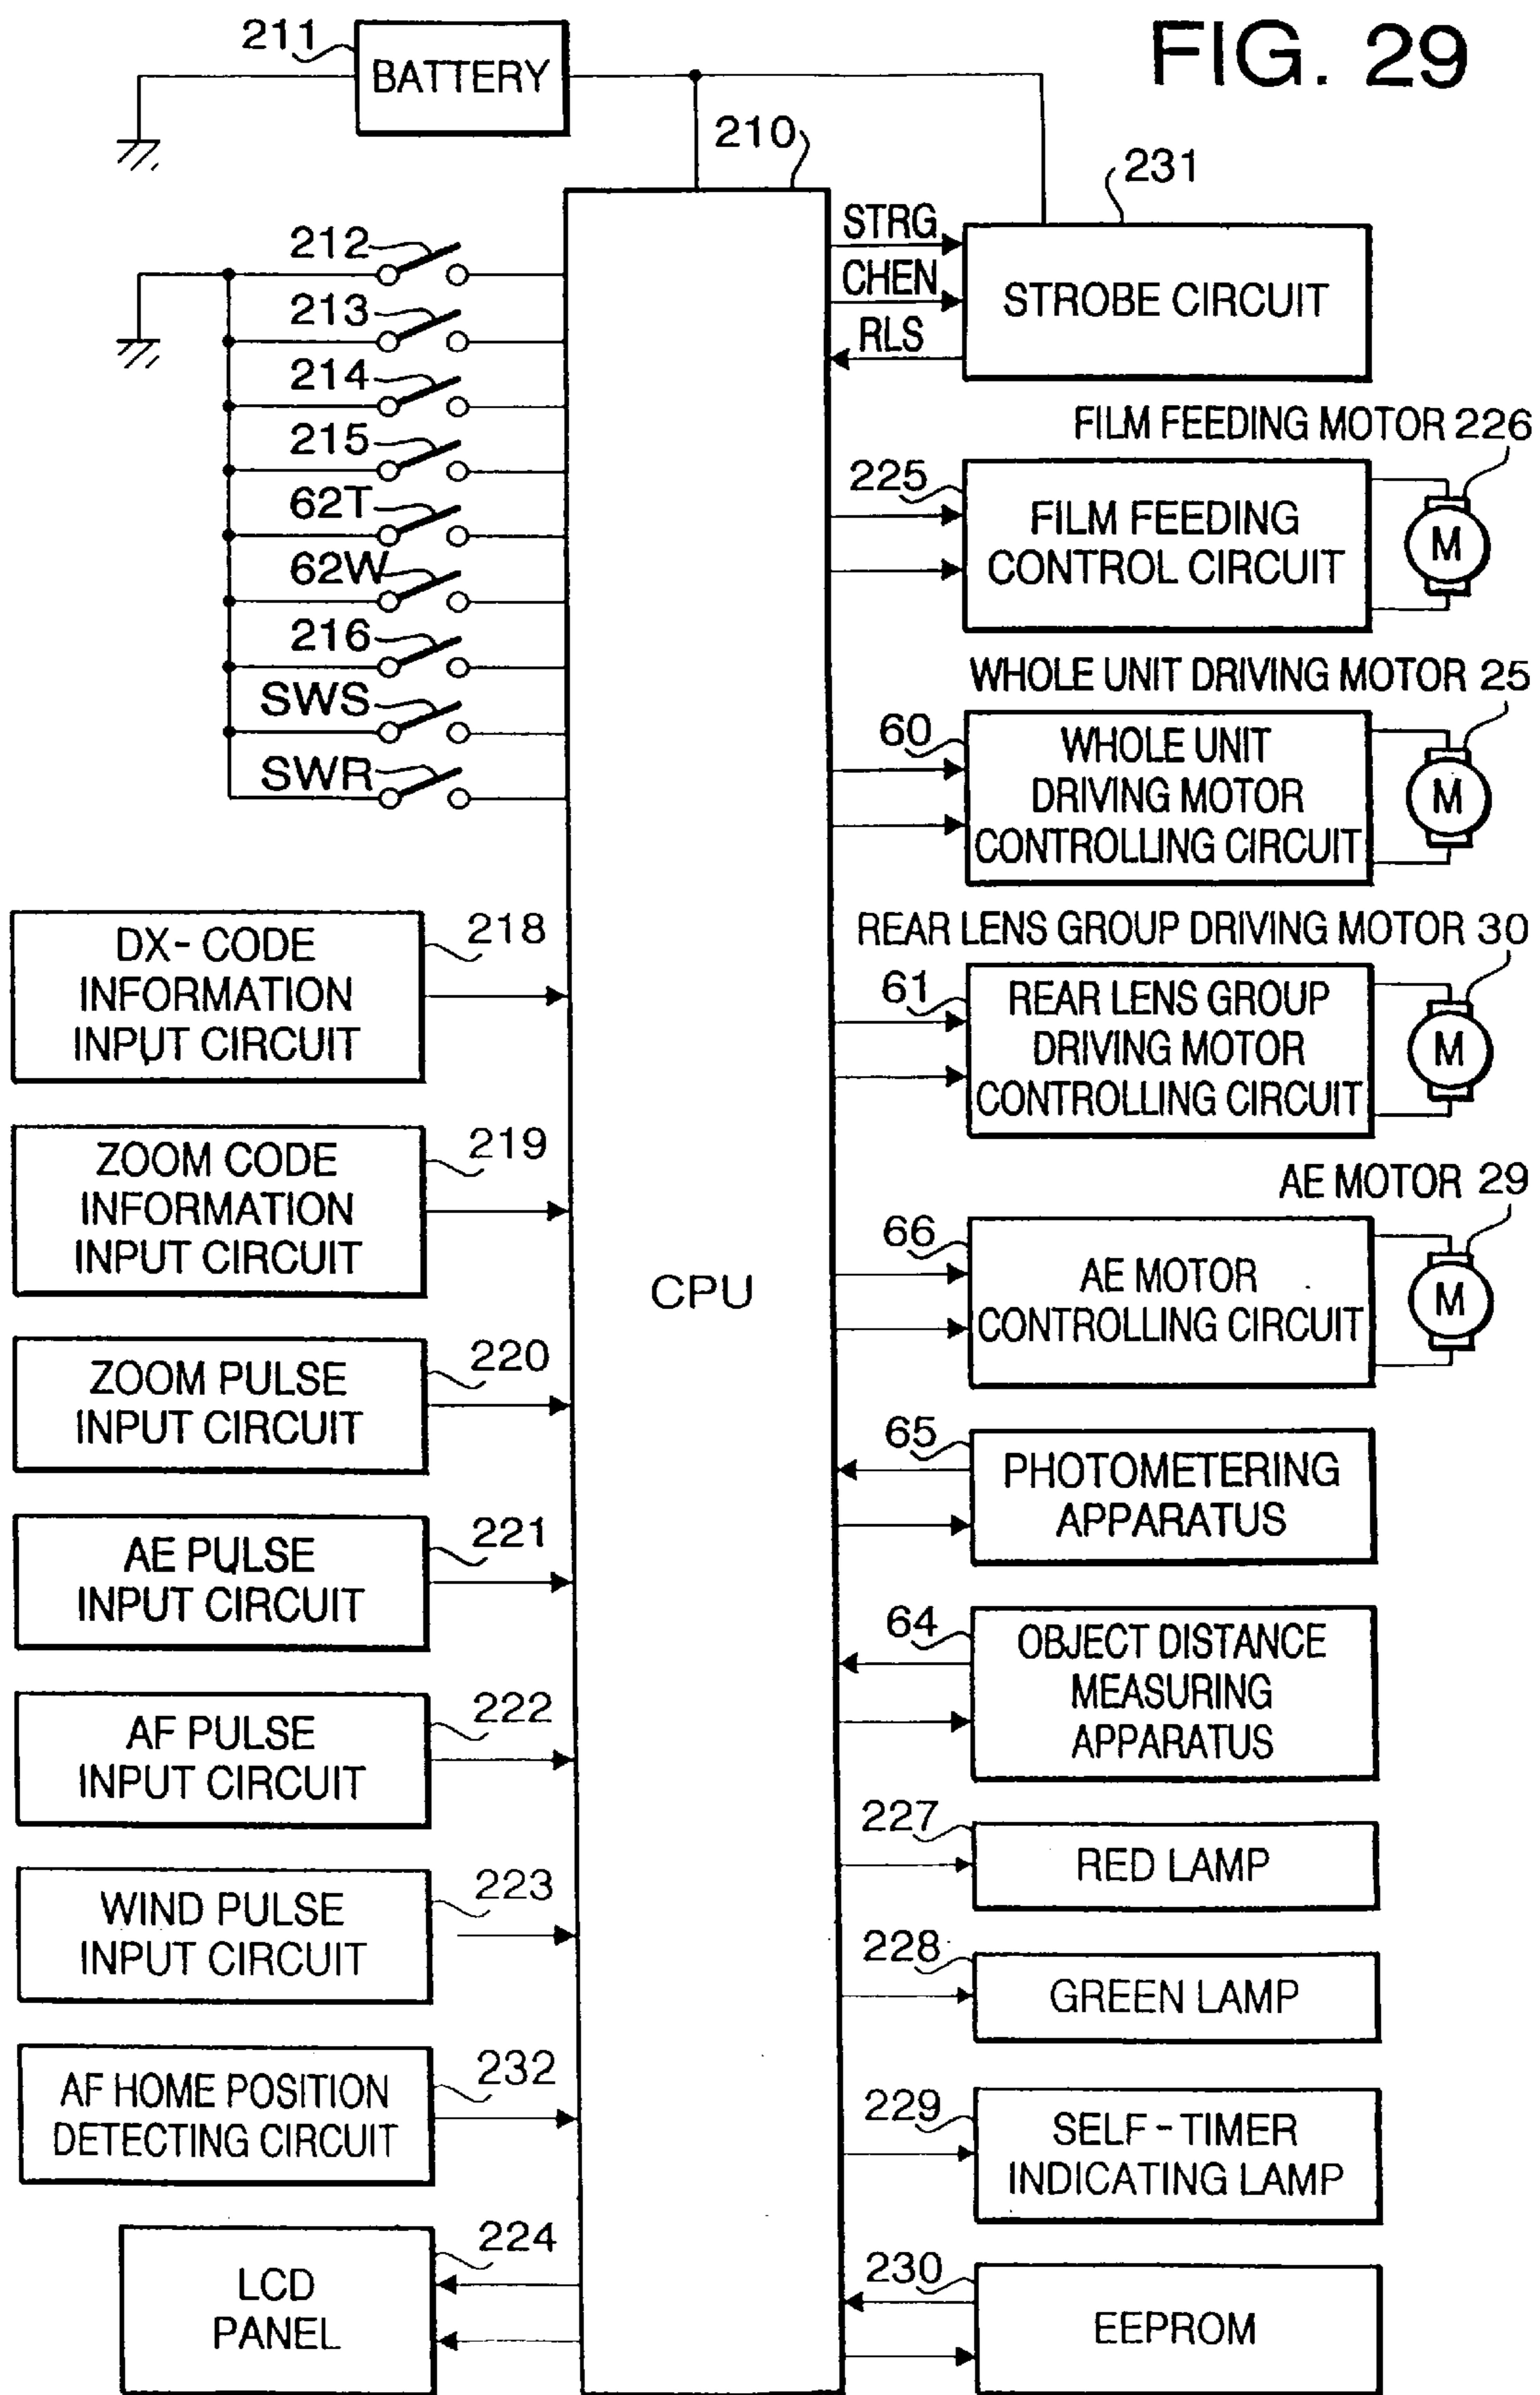 FIG. 29
211
BATTERY
210
231
STRG
CHEN
RLS
STROBE CIRCUIT
212
213
214
215
62T
62W
216
SWS
SWR
FILM FEEDING MOTOR 226
225
FILM FEEDING
CONTROL CIRCUIT
M
WHOLE UNIT DRIVING MOTOR 25
60
WHOLE UNIT
DRIVING MOTOR
CONTROLLING CIRCUIT
M
REAR LENS GROUP DRIVING MOTOR 30
61
REAR LENS GROUP
DRIVING MOTOR
CONTROLLING CIRCUIT
M
AE MOTOR 29
66
AE MOTOR
CONTROLLING CIRCUIT
M
CPU
DX-CODE
INFORMATION
INPUT CIRCUIT
218
ZOOM CODE
INFORMATION
INPUT CIRCUIT
219
ZOOM PULSE
INPUT CIRCUIT
220
AE PULSE
INPUT CIRCUIT
221
AF PULSE
INPUT CIRCUIT
222
WIND PULSE
INPUT CIRCUIT
223
AF HOME POSITION
DETECTING CIRCUIT
232
LCD
PANEL
224
65
PHOTOMETERING
APPARATUS
64
OBJECT DISTANCE
MEASURING
APPARATUS
227
RED LAMP
228
GREEN LAMP
229
SELF-TIMER
INDICATING LAMP
230
EEPROM